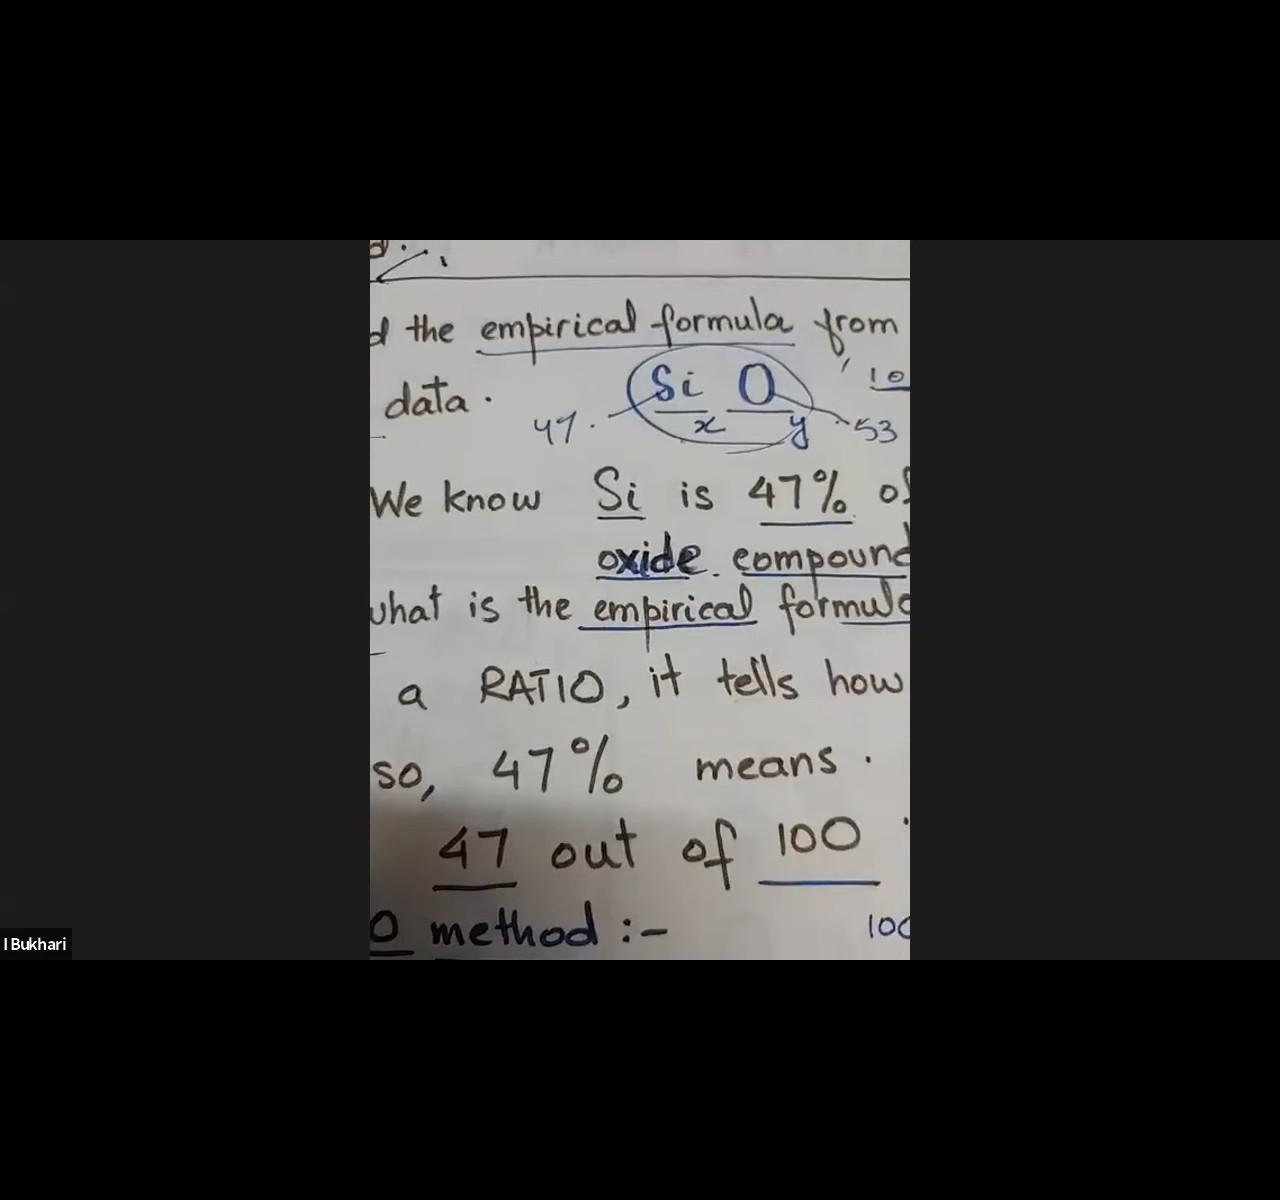 the empirical formula from
data.
Si O
10
47.
x
y
53
We know Si is 47% of
oxide compound
what is the empirical formula
a RATIO, it tells how
so, 47% means.
47 out of 100
method :-
100
I Bukhari